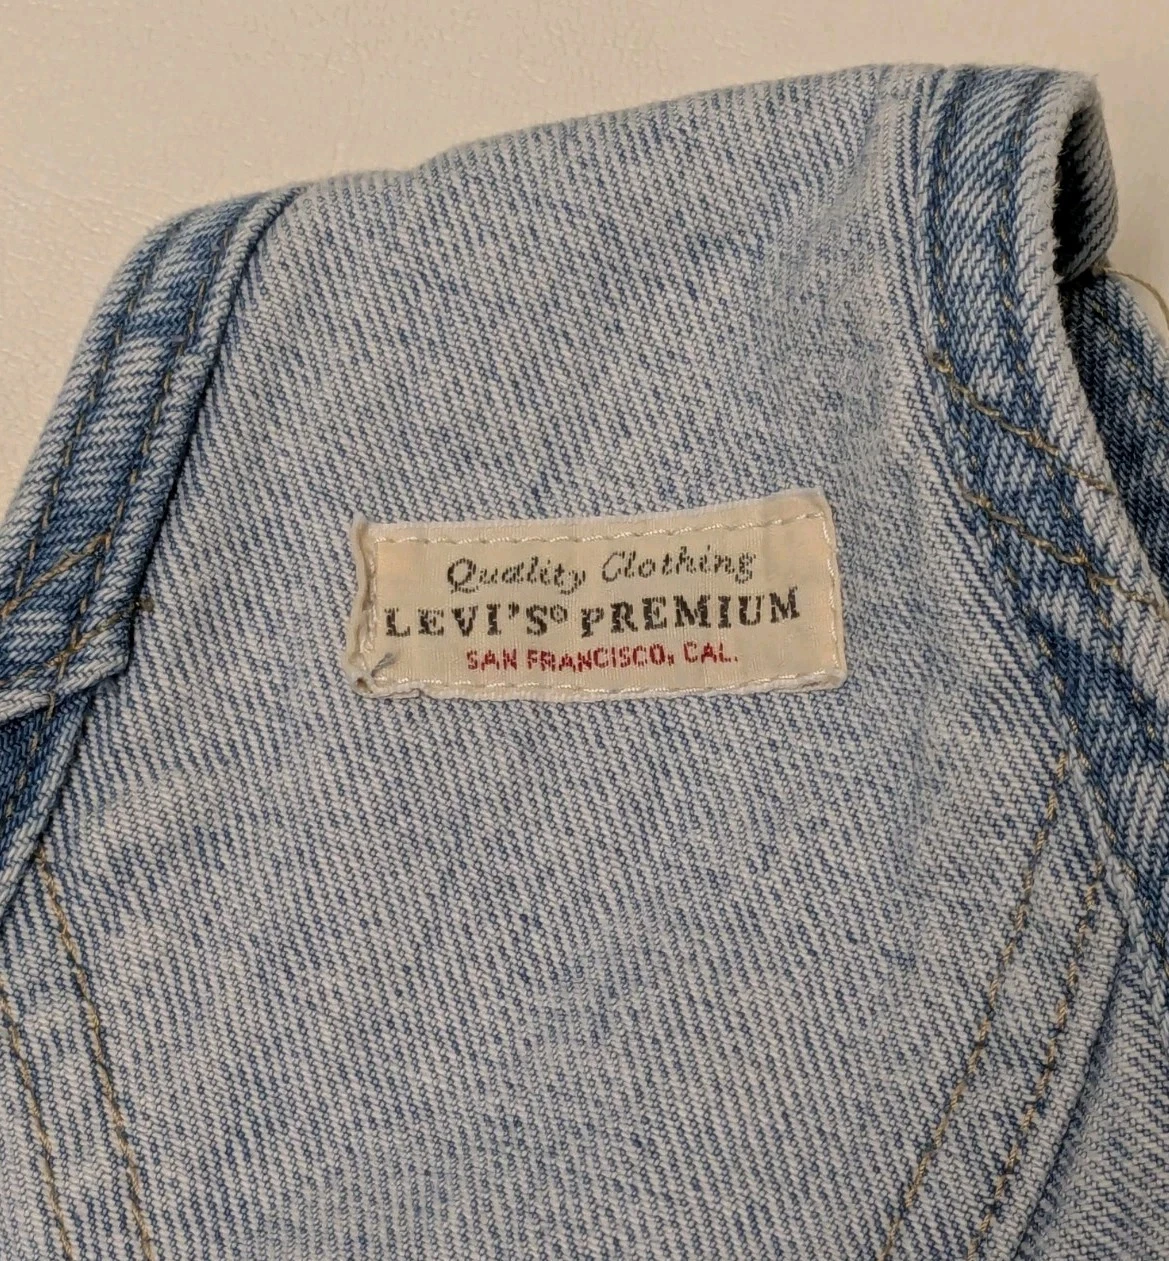 Quality Clothing
LEVI'S® PREMIUM
SAN FRANCISCO, CAL.